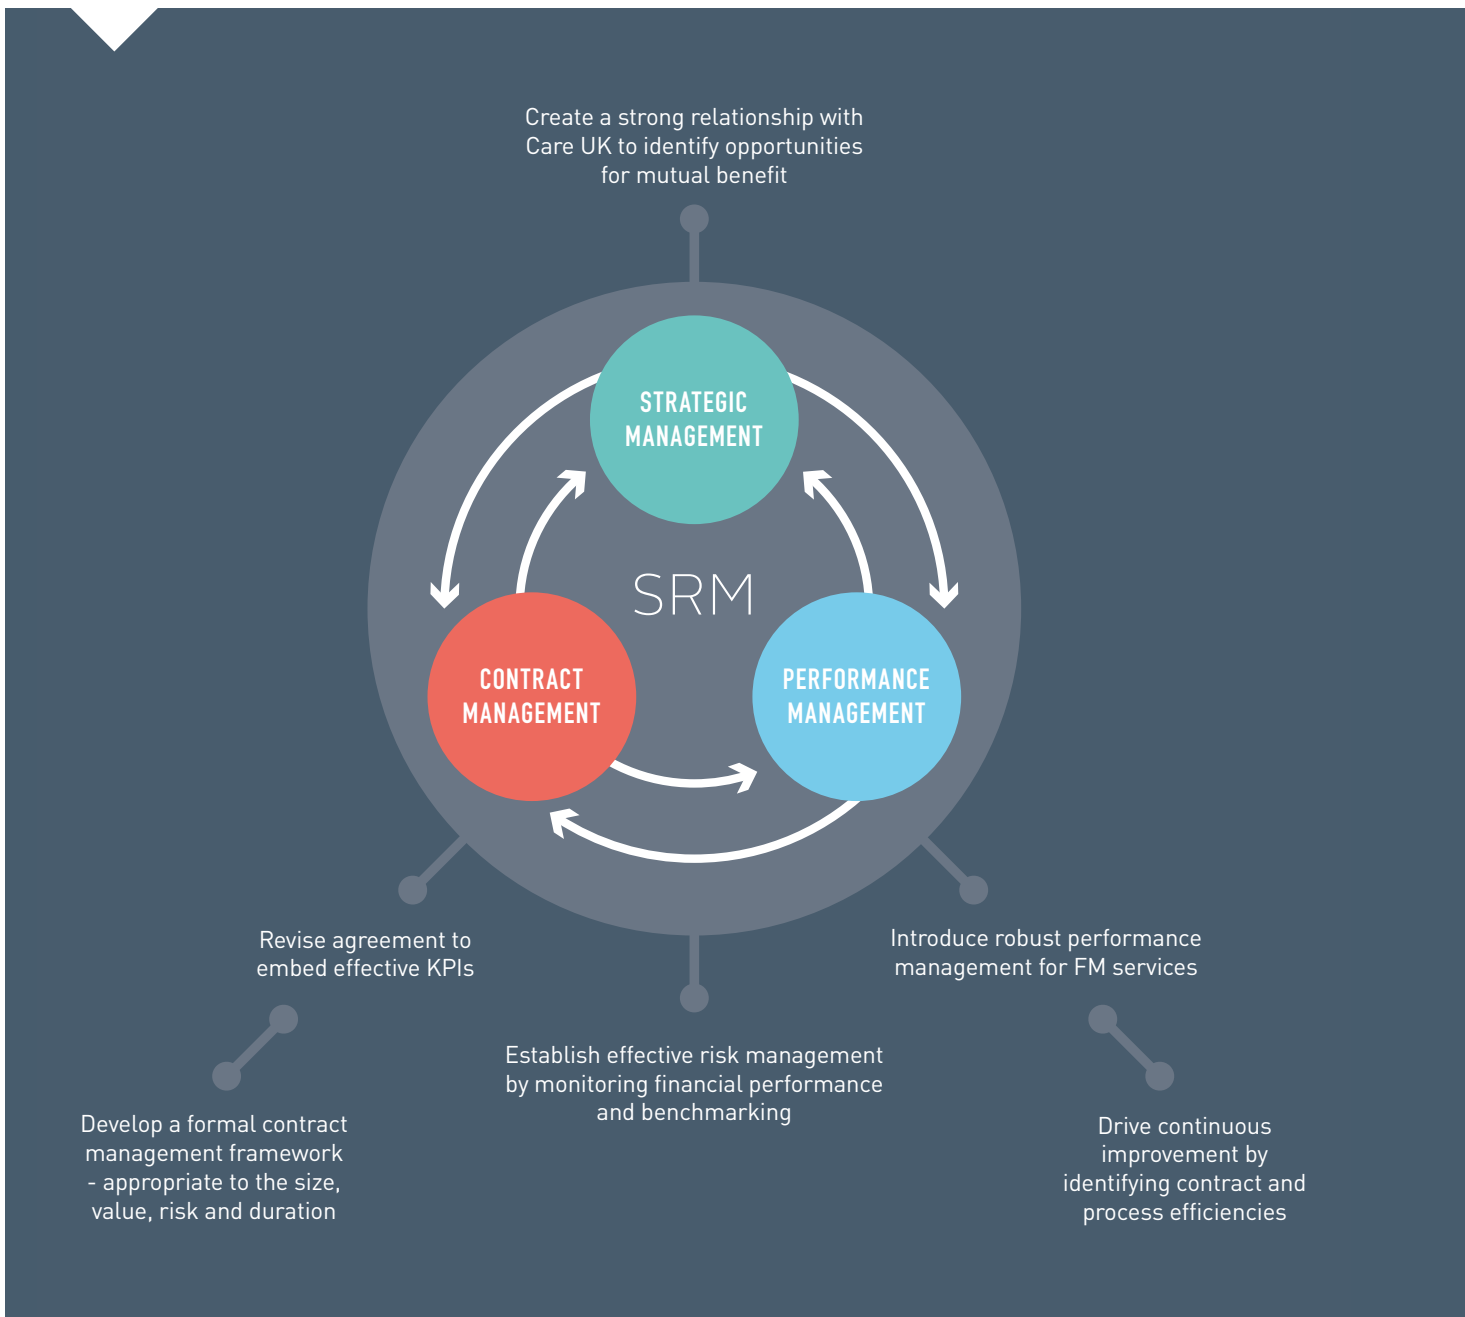 Create a strong relationship with
Care UK to identify opportunities
for mutual benefit
STRATEGIC
MANAGEMENT
SRM
CONTRACT
MANAGEMENT
PERFORMANCE
MANAGEMENT
Revise agreement to
embed effective KPIs
Introduce robust performance
management for FM services
Establish effective risk management
by monitoring financial performance
and benchmarking
Develop a formal contract
management framework
- appropriate to the size,
value, risk and duration
Drive continuous
improvement by
identifying contract and
process efficiencies